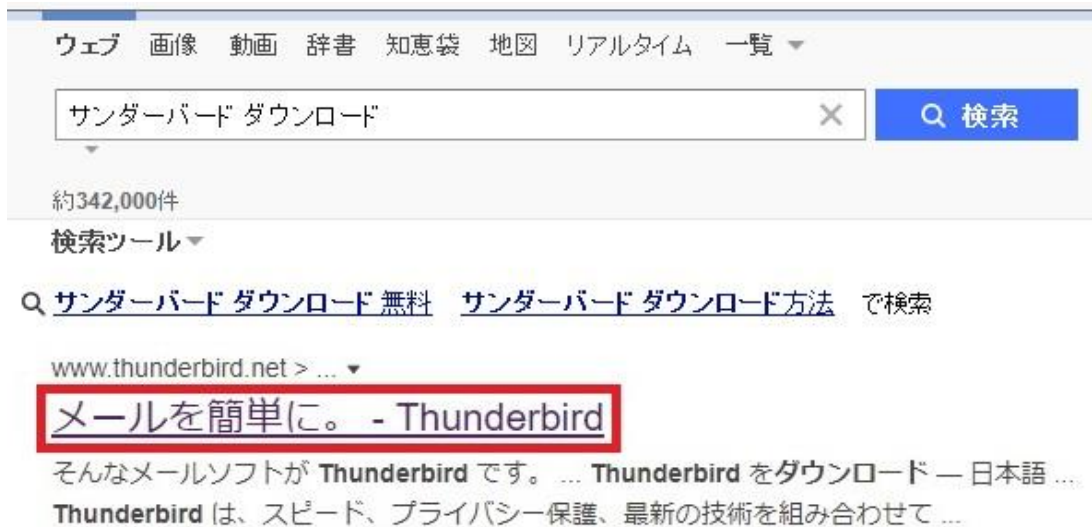 ウェブ 画像 動画 辞書 知恵袋 地図 リアルタイム 一覧
サンダーバード ダウンロード
検索
約342,000件
検索ツール
サンダーバード ダウンロード 無料 サンダーバード ダウンロード方法 で検索
www.thunderbird.net > ...
メールを簡単に。 - Thunderbird
そんなメールソフトが Thunderbird です。 ... Thunderbird をダウンロード — 日本語 ...
Thunderbird は、スピード、プライバシー保護、最新の技術を組み合わせて ...